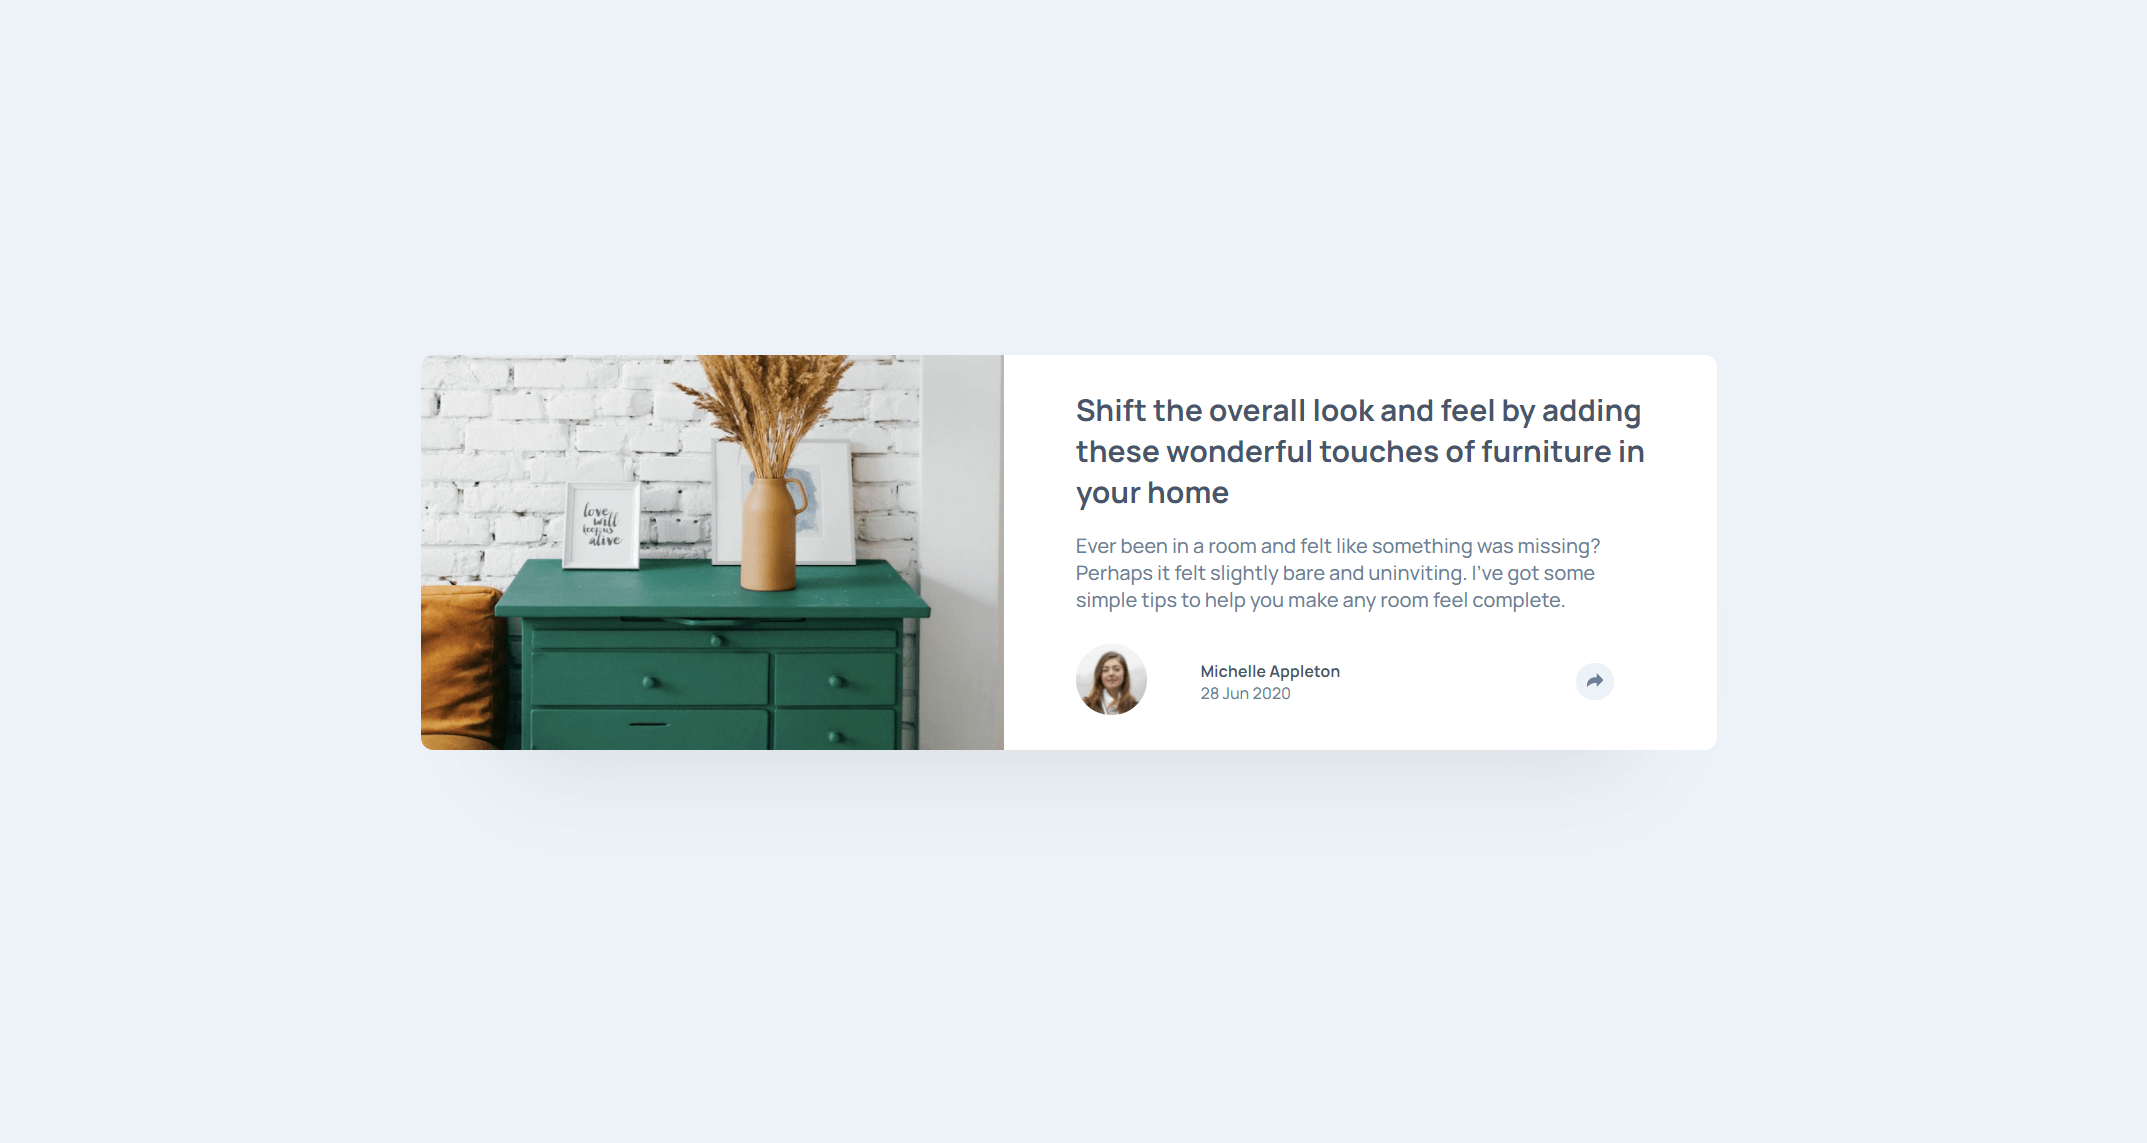 love
will
keep us
alive
Shift the overall look and feel by adding
these wonderful touches of furniture in
your home
Ever been in a room and felt like something was missing?
Perhaps it felt slightly bare and uninviting. I've got some
simple tips to help you make any room feel complete.
Michelle Appleton
28 Jun 2020